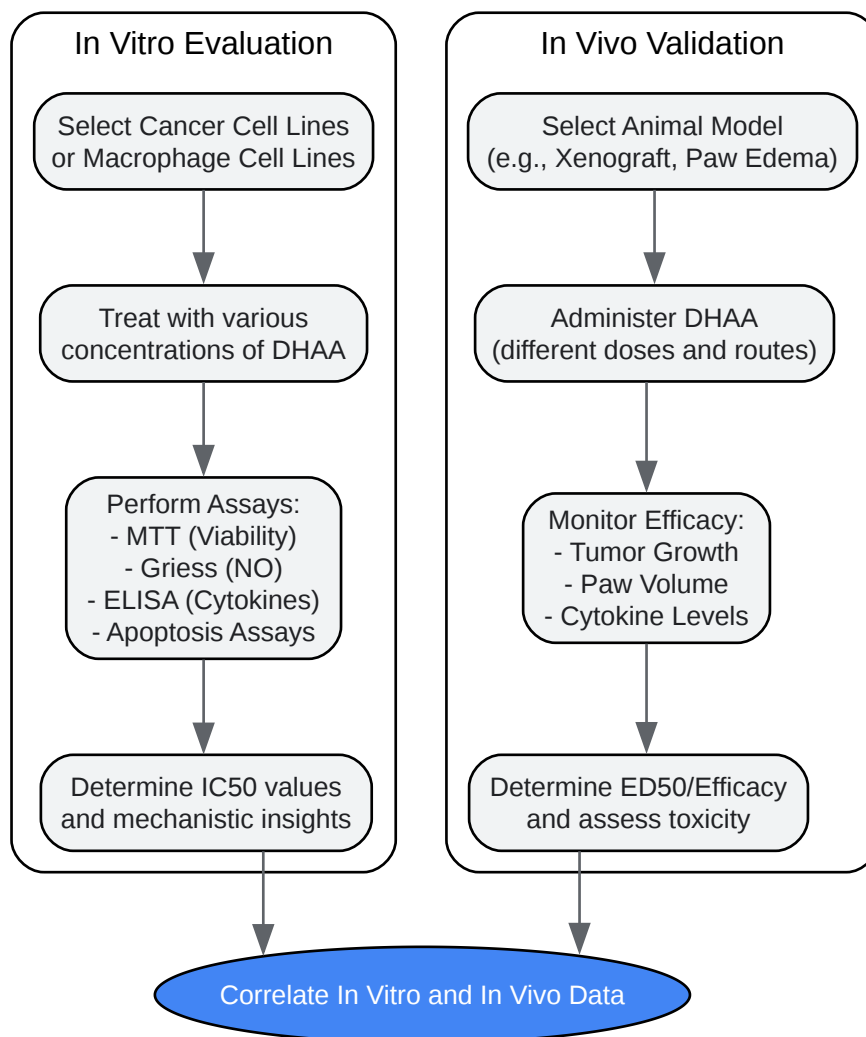 In Vitro Evaluation
Select Cancer Cell Lines
or Macrophage Cell Lines
Treat with various
concentrations of DHAA
Perform Assays:
- MTT (Viability)
- Griess (NO)
- ELISA (Cytokines)
- Apoptosis Assays
Determine IC50 values
and mechanistic insights
In Vivo Validation
Select Animal Model
(e.g., Xenograft, Paw Edema)
Administer DHAA
(different doses and routes)
Monitor Efficacy:
- Tumor Growth
- Paw Volume
- Cytokine Levels
Determine ED50/Efficacy
and assess toxicity
Correlate In Vitro and In Vivo Data